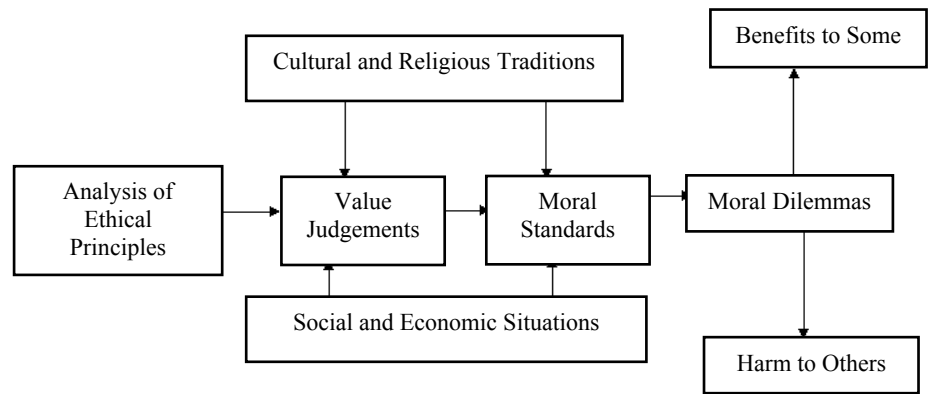 Benefits to Some
Cultural and Religious Traditions
Analysis of
Ethical
Principles
Value
Judgements
Moral
Standards
Moral Dilemmas
Social and Economic Situations
Harm to Others